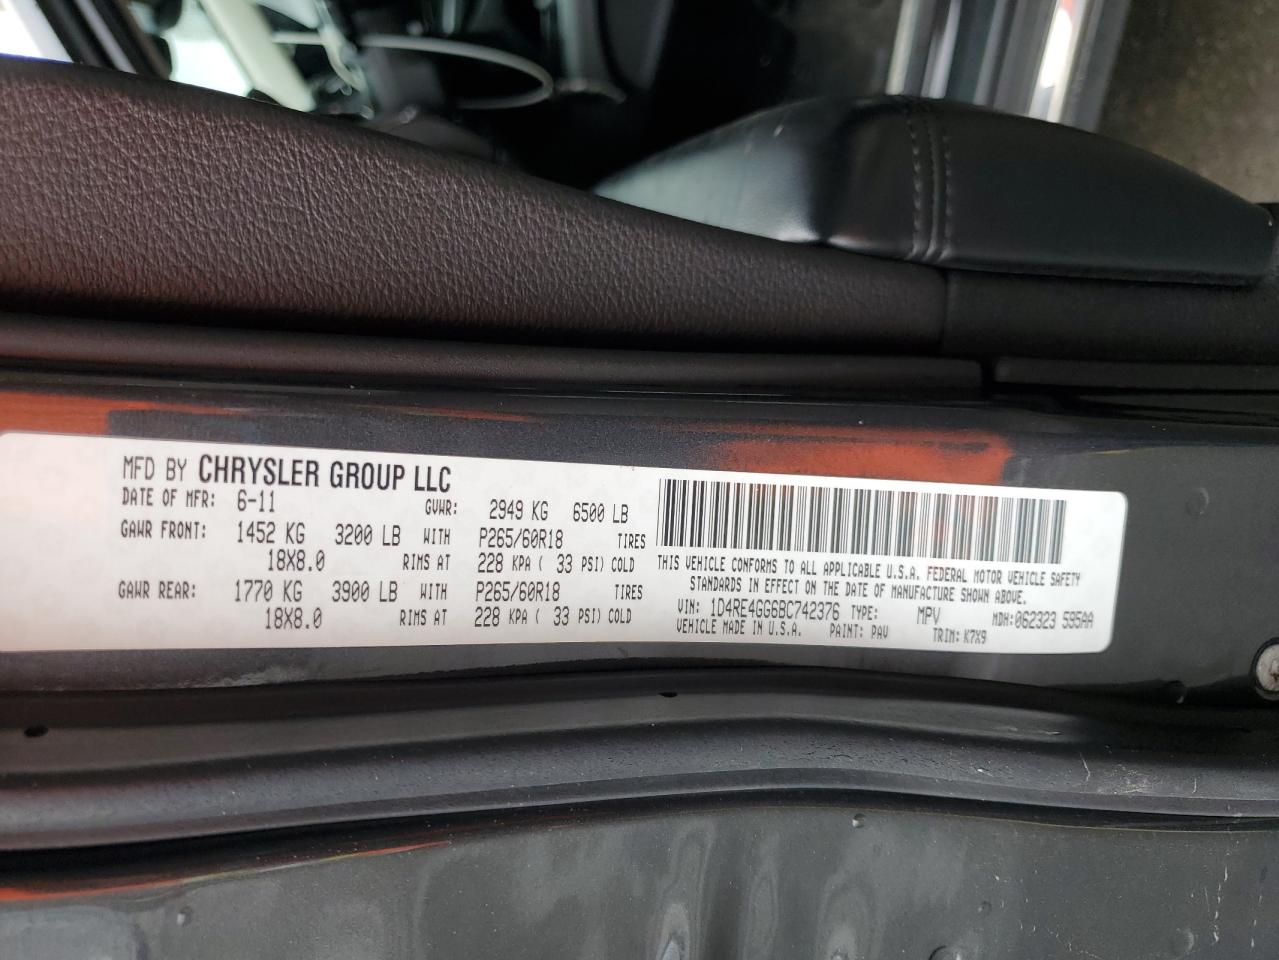 MFD BY CHRYSLER GROUP LLC
DATE OF MFR: 6-11 GVWR: 2949 KG 6500 LB
GAWR FRONT: 1452 KG 3200 LB WITH P265/60R18 TIRES
18X8.0 RIMS AT 228 KPA ( 33 PSI) COLD
GAWR REAR: 1770 KG 3900 LB WITH P265/60R18 TIRES
18X8.0 RIMS AT 228 KPA ( 33 PSI) COLD
THIS VEHICLE CONFORMS TO ALL APPLICABLE U.S.A. FEDERAL MOTOR VEHICLE SAFETY
STANDARDS IN EFFECT ON THE DATE OF MANUFACTURE SHOWN ABOVE.
VIN: 1D4RE4GG6BC742376 TYPE: MPV MDH:062323 595AA
VEHICLE MADE IN U.S.A. PAINT: PAU TRIM: K7X9